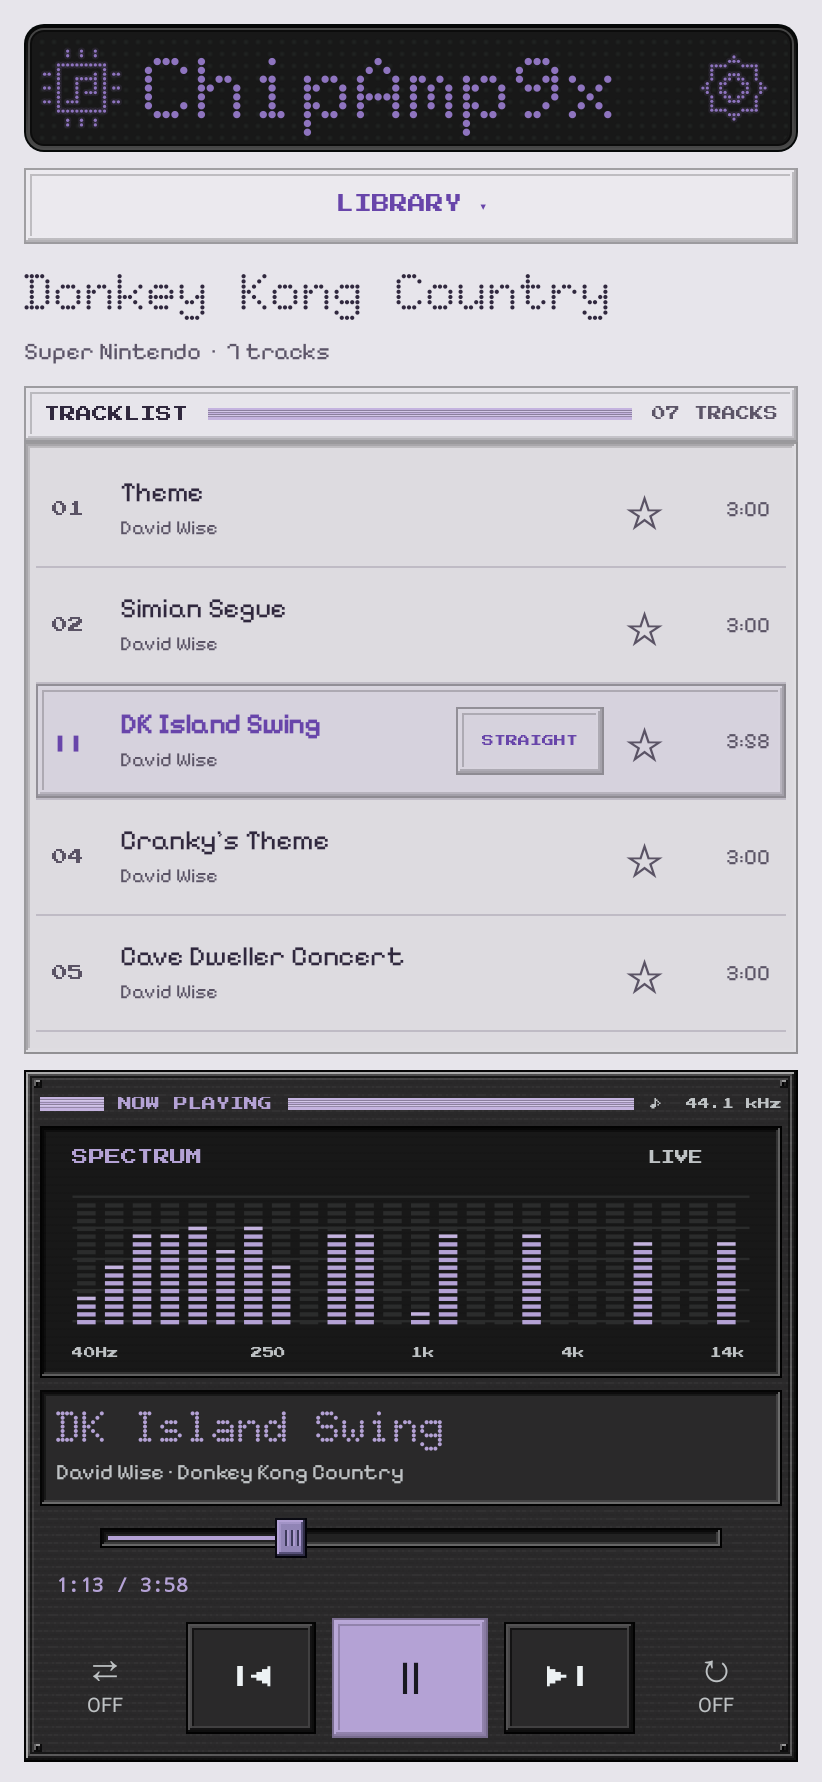 ChipAmp9x
LIBRARY ▾
Donkey Kong Country
Super Nintendo · 7 tracks
TRACKLIST 07 TRACKS
01 Theme 3:00
David Wise
02 Simian Segue 3:00
David Wise
DK Island Swing STRAIGHT 3:58
David Wise
04 Cranky's Theme 3:00
David Wise
05 Cave Dweller Concert 3:00
David Wise
NOW PLAYING ♪ 44.1 kHz
SPECTRUM LIVE
40Hz 250 1k 4k 14k
DK Island Swing
David Wise · Donkey Kong Country
1:13 / 3:58
OFF OFF